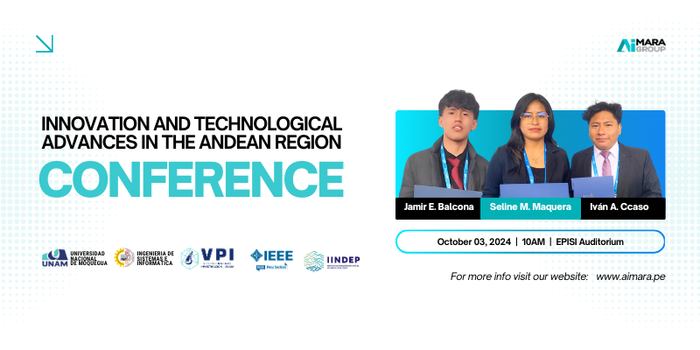 AiMARA
GROUP
INNOVATION AND TECHNOLOGICAL
ADVANCES IN THE ANDEAN REGION
CONFERENCE
Jamir E. Balcona
Seline M. Maquera
Iván A. Ccaso
October 03, 2024 | 10AM | EPISI Auditorium
For more info visit our website: www.aimara.pe
UNAM
UNIVERSIDAD
NACIONAL
DE MOQUEGUA
INGENIERIA DE
SISTEMAS E
INFORMATICA
VPI
IEEE
IINDEP